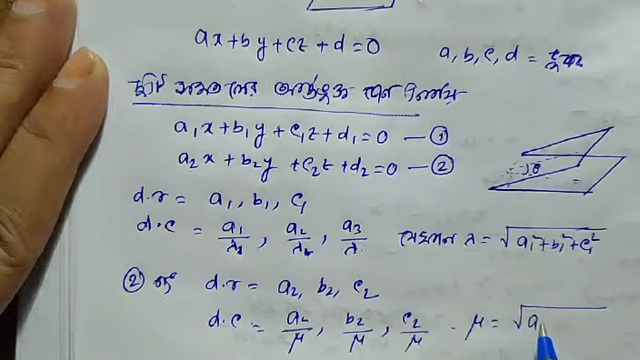 ax+by+cz+d=0 a, b, c, d = ধ্রুবক
দুটি সমতলের অন্তর্ভুক্ত কোণ নির্ণয়
a₁x+b₁y+c₁z+d₁=0 — ①
a₂x+b₂y+c₂z+d₂=0 — ②
θ
d.r = a₁, b₁, c₁
d.c = a₁/λ, a₂/λ, a₃/λ যেখানে λ = √(a₁²+b₁²+c₁²)
② নং d.r = a₂, b₂, c₂
d.c = a₂/μ, b₂/μ, c₂/μ . μ = √a